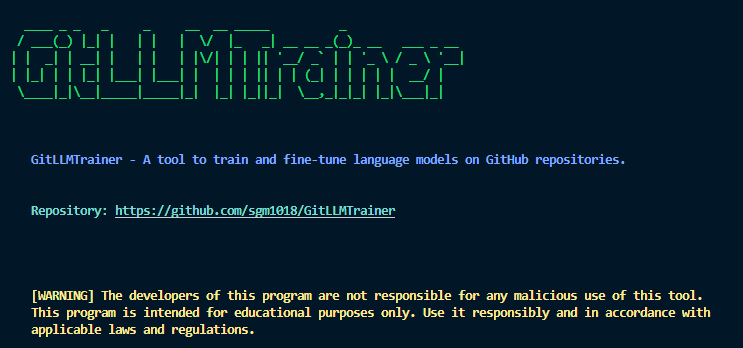 GitLLMTrainer
GitLLMTrainer - A tool to train and fine-tune language models on GitHub repositories.
Repository: https://github.com/sgm1018/GitLLMTrainer
[WARNING] The developers of this program are not responsible for any malicious use of this tool.
This program is intended for educational purposes only. Use it responsibly and in accordance with
applicable laws and regulations.